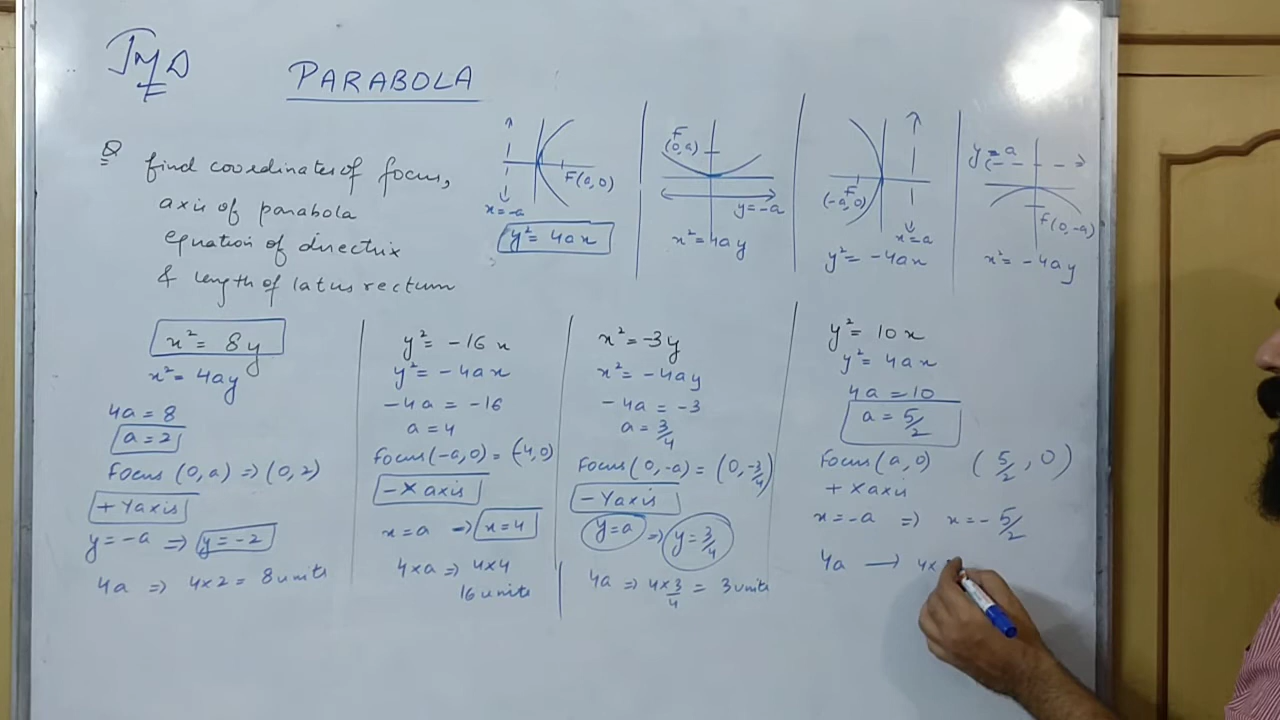 JMD
PARABOLA
Q find coordinates of focus,
axis of parabola
equation of directrix
& length of latus rectum
x = -a
F(a, 0)
y² = 4ax
F
(0, a)
y = -a
x² = 4ay
F
(-a, 0)
x = a
y² = -4ax
y = a
F(0, -a)
x² = -4ay
x² = 8y
x² = 4ay
4a = 8
a = 2
Focus (0, a) => (0, 2)
+ Y axis
y = -a => y = -2
4a => 4 × 2 = 8 units
y² = -16x
y² = -4ax
-4a = -16
a = 4
Focus (-a, 0) = (-4, 0)
- X axis
x = a => x = 4
4 × a => 4 × 4
16 units
x² = -3y
x² = -4ay
-4a = -3
a = 3/4
Focus (0, -a) = (0, -3/4)
- Y axis
y = a => y = 3/4
4a => 4 × 3/4 = 3 units
y² = 10x
y² = 4ax
4a = 10
a = 5/2
Focus (a, 0) (5/2, 0)
+ X axis
x = -a => x = -5/2
4a → 4×